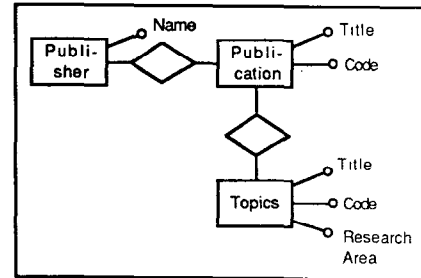 Name
Publi-
sher
Publi-
cation
Title
Code
Topics
Title
Code
Research
Area